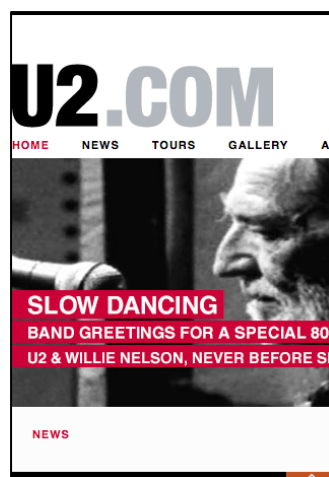 U2.COM
HOME NEWS TOURS GALLERY A
SLOW DANCING
BAND GREETINGS FOR A SPECIAL 80
U2 & WILLIE NELSON, NEVER BEFORE S
NEWS